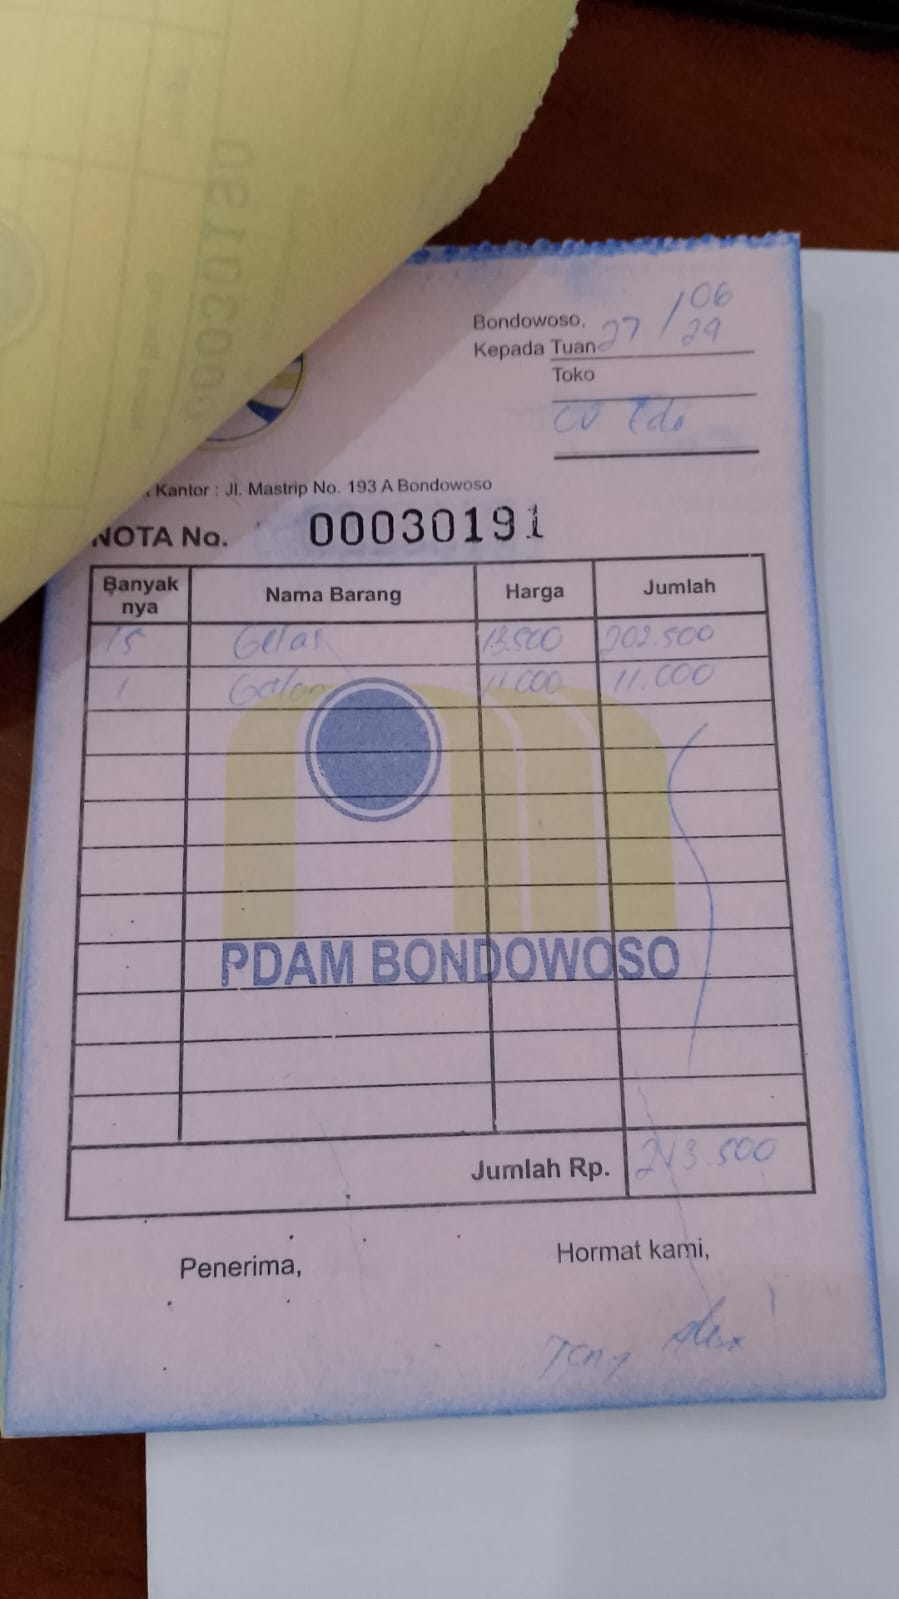 00030190
Bondowoso, 27/06
29
Kepada Tuan
Toko
CV Edo
Kantor : Jl. Mastrip No. 193 A Bondowoso
NOTA No. 00030191
Banyak nya Nama Barang Harga Jumlah
15 Gelas 13.500 202.500
1 Galon 11.000 11.000
PDAM BONDOWOSO
Jumlah Rp. 213.500
Penerima, Hormat kami,